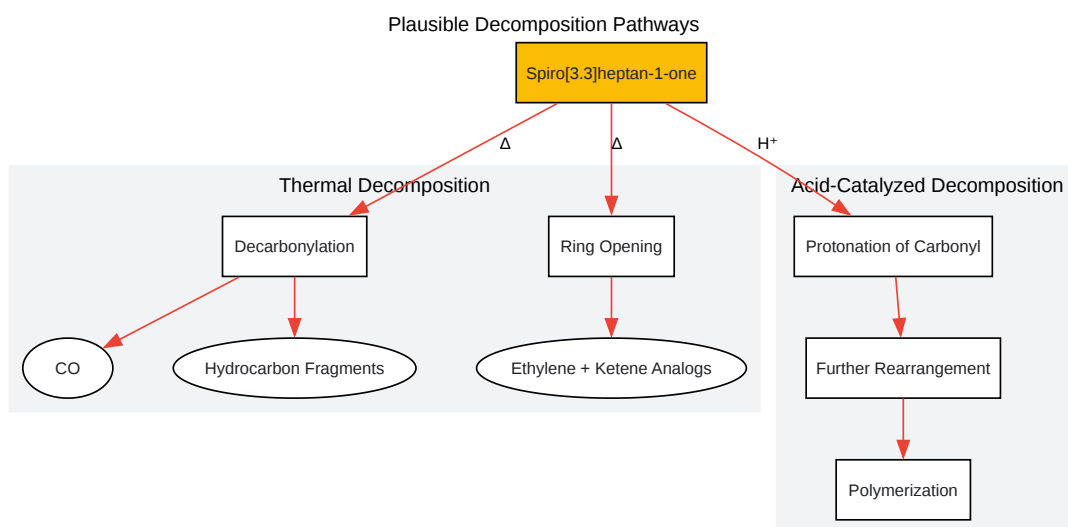 Plausible Decomposition Pathways
Spiro[3.3]heptan-1-one
Δ
Δ
H⁺
Thermal Decomposition
Acid-Catalyzed Decomposition
Decarbonylation
Ring Opening
Protonation of Carbonyl
CO
Hydrocarbon Fragments
Ethylene + Ketene Analogs
Further Rearrangement
Polymerization